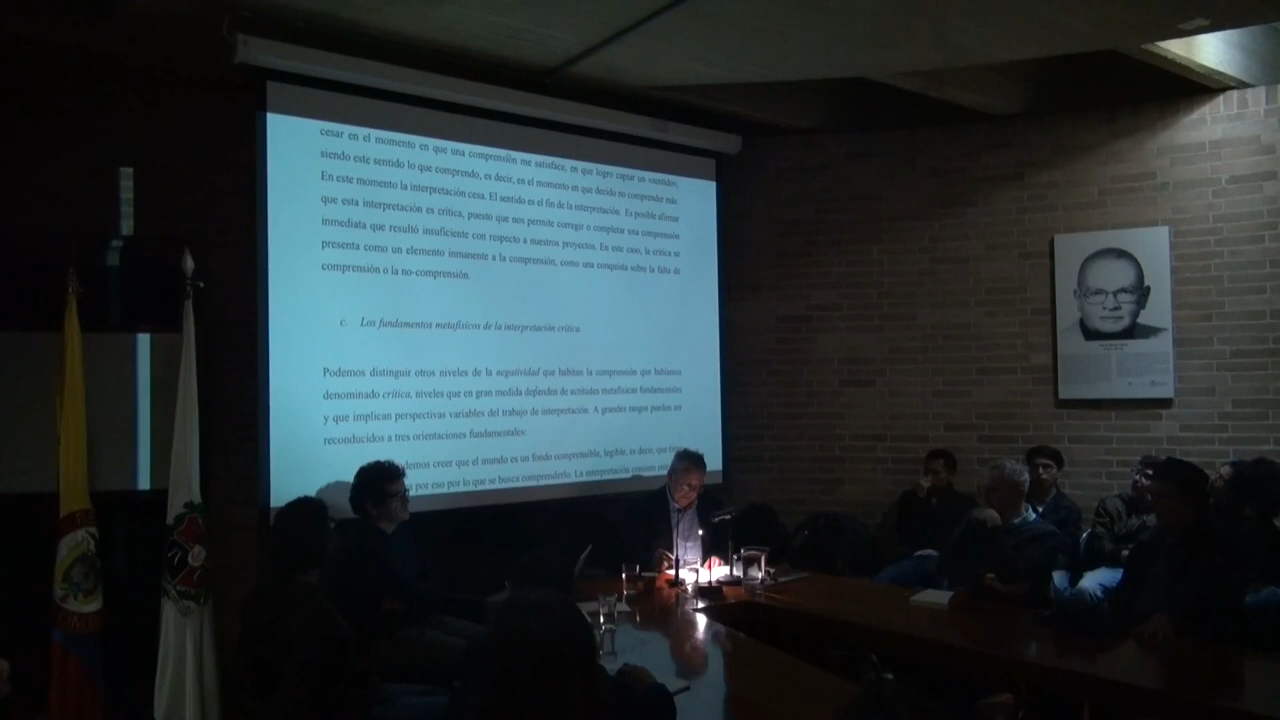 cesar en el momento en que una comprensión me satisface, en que logro captar un «sentido»,
siendo este sentido lo que comprendo, es decir, en el momento en que decido no comprender más.
En este momento la interpretación cesa. El sentido es el fin de la interpretación. Es posible afirmar
que esta interpretación es crítica, puesto que nos permite corregir o completar una comprensión
inmediata que resultó insuficiente con respecto a nuestros proyectos. En este caso, la crítica se
presenta como un elemento inmanente a la comprensión, como una conquista sobre la falta de
comprensión o la no-comprensión.
c. Los fundamentos metafísicos de la interpretación crítica.
Podemos distinguir otros niveles de la negatividad que habitan la comprensión que habíamos
denominado crítica, niveles que en gran medida dependen de actitudes metafísicas fundamentales
y que implican perspectivas variables del trabajo de interpretación. A grandes rasgos pueden ser
reconducidos a tres orientaciones fundamentales:
demos creer que el mundo es un fondo comprensible, legible, es decir, que
es por eso por lo que se busca comprenderlo. La interpretación consiste